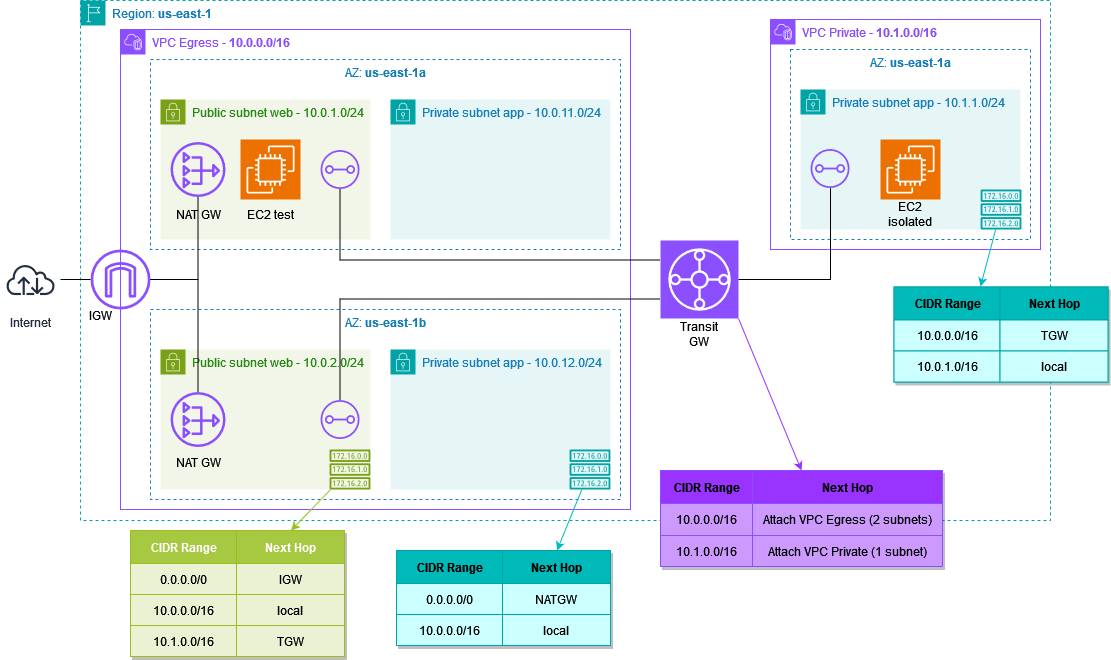 Region: us-east-1
VPC Egress - 10.0.0.0/16
AZ: us-east-1a
Public subnet web - 10.0.1.0/24
Private subnet app - 10.0.11.0/24
NAT GW
EC2 test
VPC Private - 10.1.0.0/16
AZ: us-east-1a
Private subnet app - 10.1.1.0/24
EC2
isolated
172.16.0.0
172.16.1.0
172.16.2.0
Internet
IGW
Transit
GW
CIDR Range Next Hop
10.0.0.0/16 TGW
10.0.1.0/16 local
AZ: us-east-1b
Public subnet web - 10.0.2.0/24
Private subnet app - 10.0.12.0/24
NAT GW
172.16.0.0
172.16.1.0
172.16.2.0
172.16.0.0
172.16.1.0
172.16.2.0
CIDR Range Next Hop
10.0.0.0/16 Attach VPC Egress (2 subnets)
10.1.0.0/16 Attach VPC Private (1 subnet)
CIDR Range Next Hop
0.0.0.0/0 IGW
10.0.0.0/16 local
10.1.0.0/16 TGW
CIDR Range Next Hop
0.0.0.0/0 NATGW
10.0.0.0/16 local